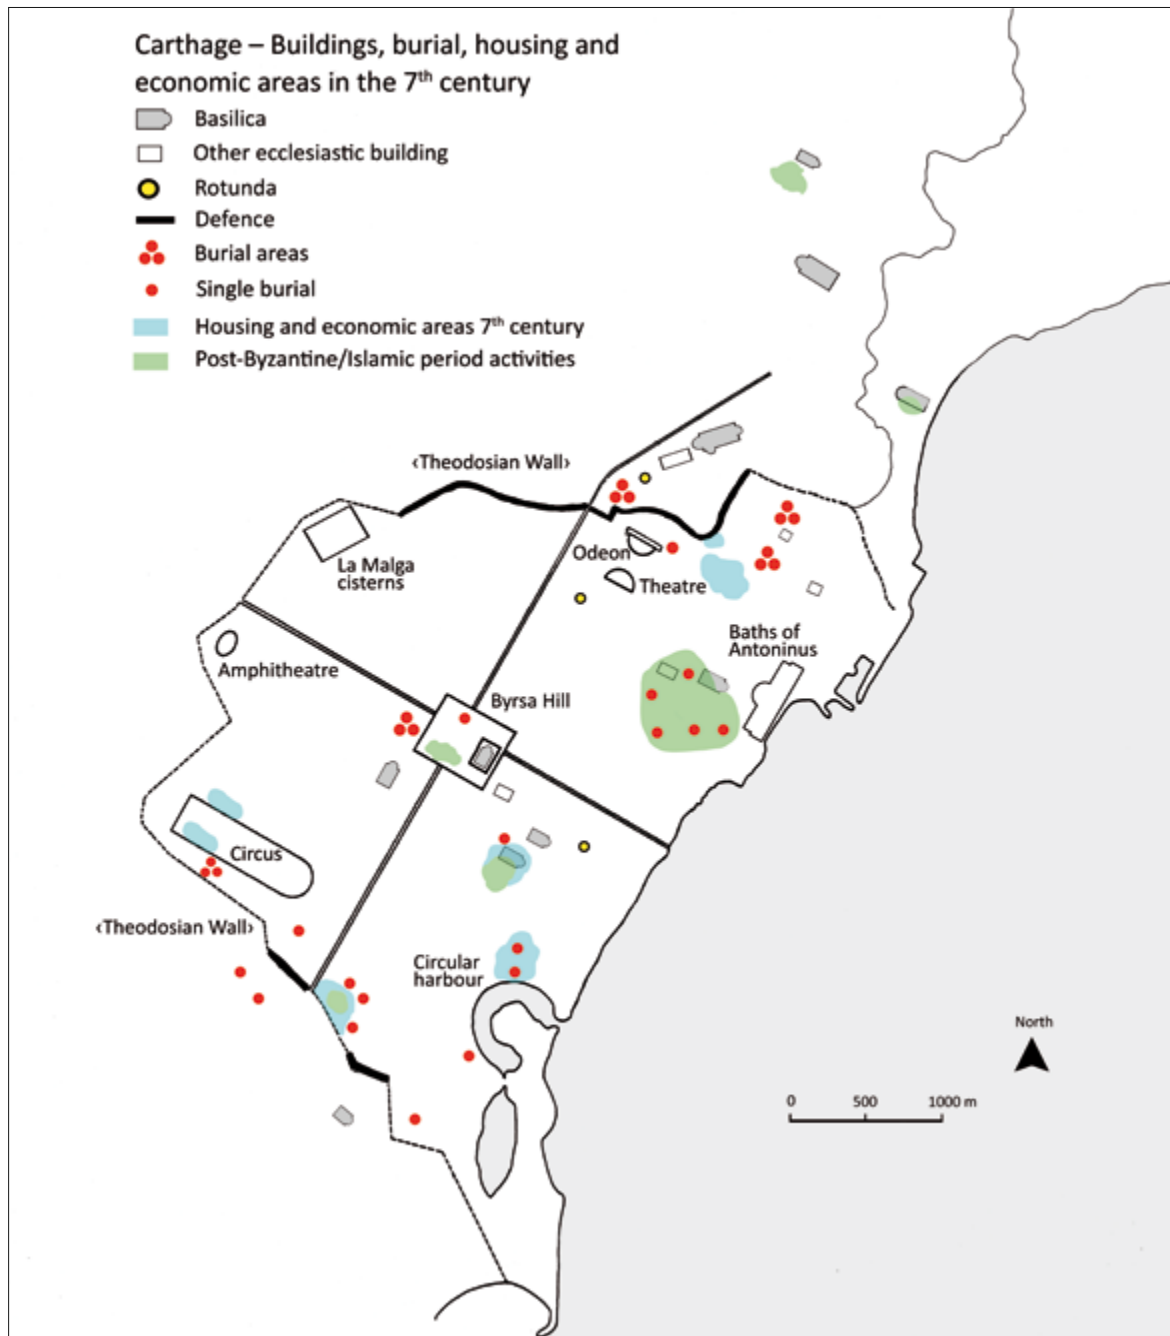 Carthage – Buildings, burial, housing and
economic areas in the 7th century
Basilica
Other ecclesiastic building
Rotunda
Defence
Burial areas
Single burial
Housing and economic areas 7th century
Post-Byzantine/Islamic period activities
‹Theodosian Wall›
Odeon
La Malga
cisterns
Theatre
Baths of
Antoninus
Amphitheatre
Byrsa Hill
Circus
‹Theodosian Wall›
Circular
harbour
North
0 500 1000 m